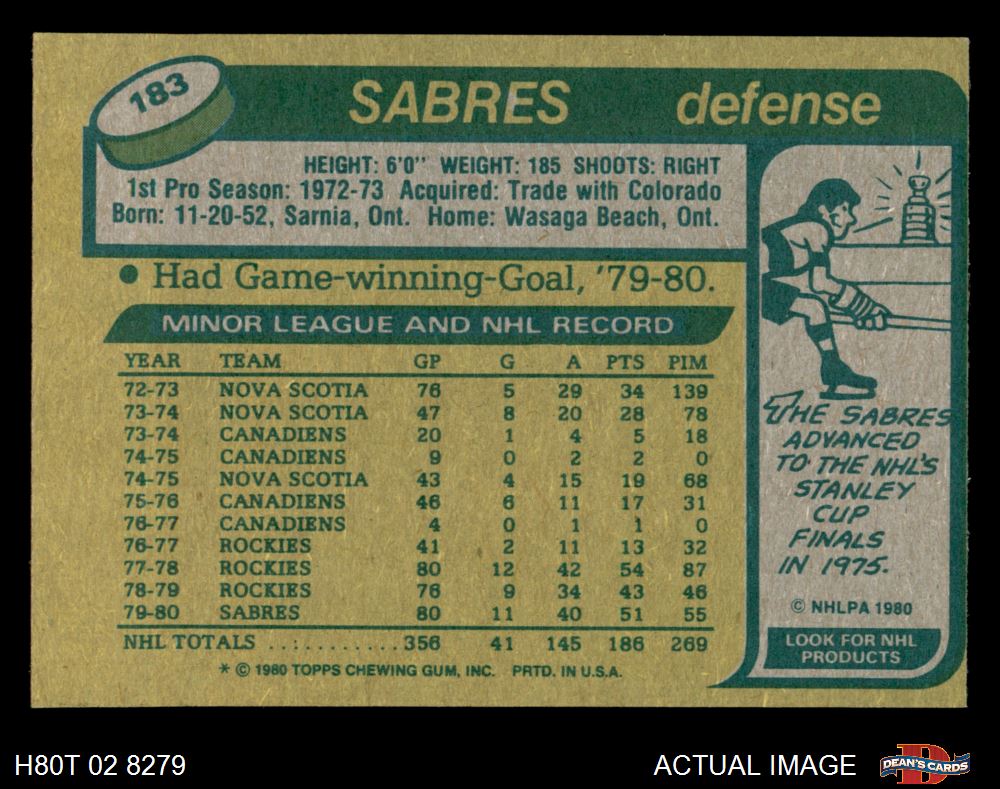 183
SABRES defense
HEIGHT: 6'0" WEIGHT: 185 SHOOTS: RIGHT
1st Pro Season: 1972-73 Acquired: Trade with Colorado
Born: 11-20-52, Sarnia, Ont. Home: Wasaga Beach, Ont.
• Had Game-winning-Goal, '79-80.
MINOR LEAGUE AND NHL RECORD
YEAR TEAM GP G A PTS PIM
72-73 NOVA SCOTIA 76 5 29 34 139
73-74 NOVA SCOTIA 47 8 20 28 78
73-74 CANADIENS 20 1 4 5 18
74-75 CANADIENS 9 0 2 2 0
74-75 NOVA SCOTIA 43 4 15 19 68
75-76 CANADIENS 46 6 11 17 31
76-77 CANADIENS 4 0 1 1 0
76-77 ROCKIES 41 2 11 13 32
77-78 ROCKIES 80 12 42 54 87
78-79 ROCKIES 76 9 34 43 46
79-80 SABRES 80 11 40 51 55
NHL TOTALS ............356 41 145 186 269
* © 1980 TOPPS CHEWING GUM, INC. PRTD. IN U.S.A.
THE SABRES
ADVANCED
TO THE NHL'S
STANLEY
CUP
FINALS
IN 1975.
© NHLPA 1980
LOOK FOR NHL
PRODUCTS
H80T 02 8279
ACTUAL IMAGE
D
DEAN'S CARDS